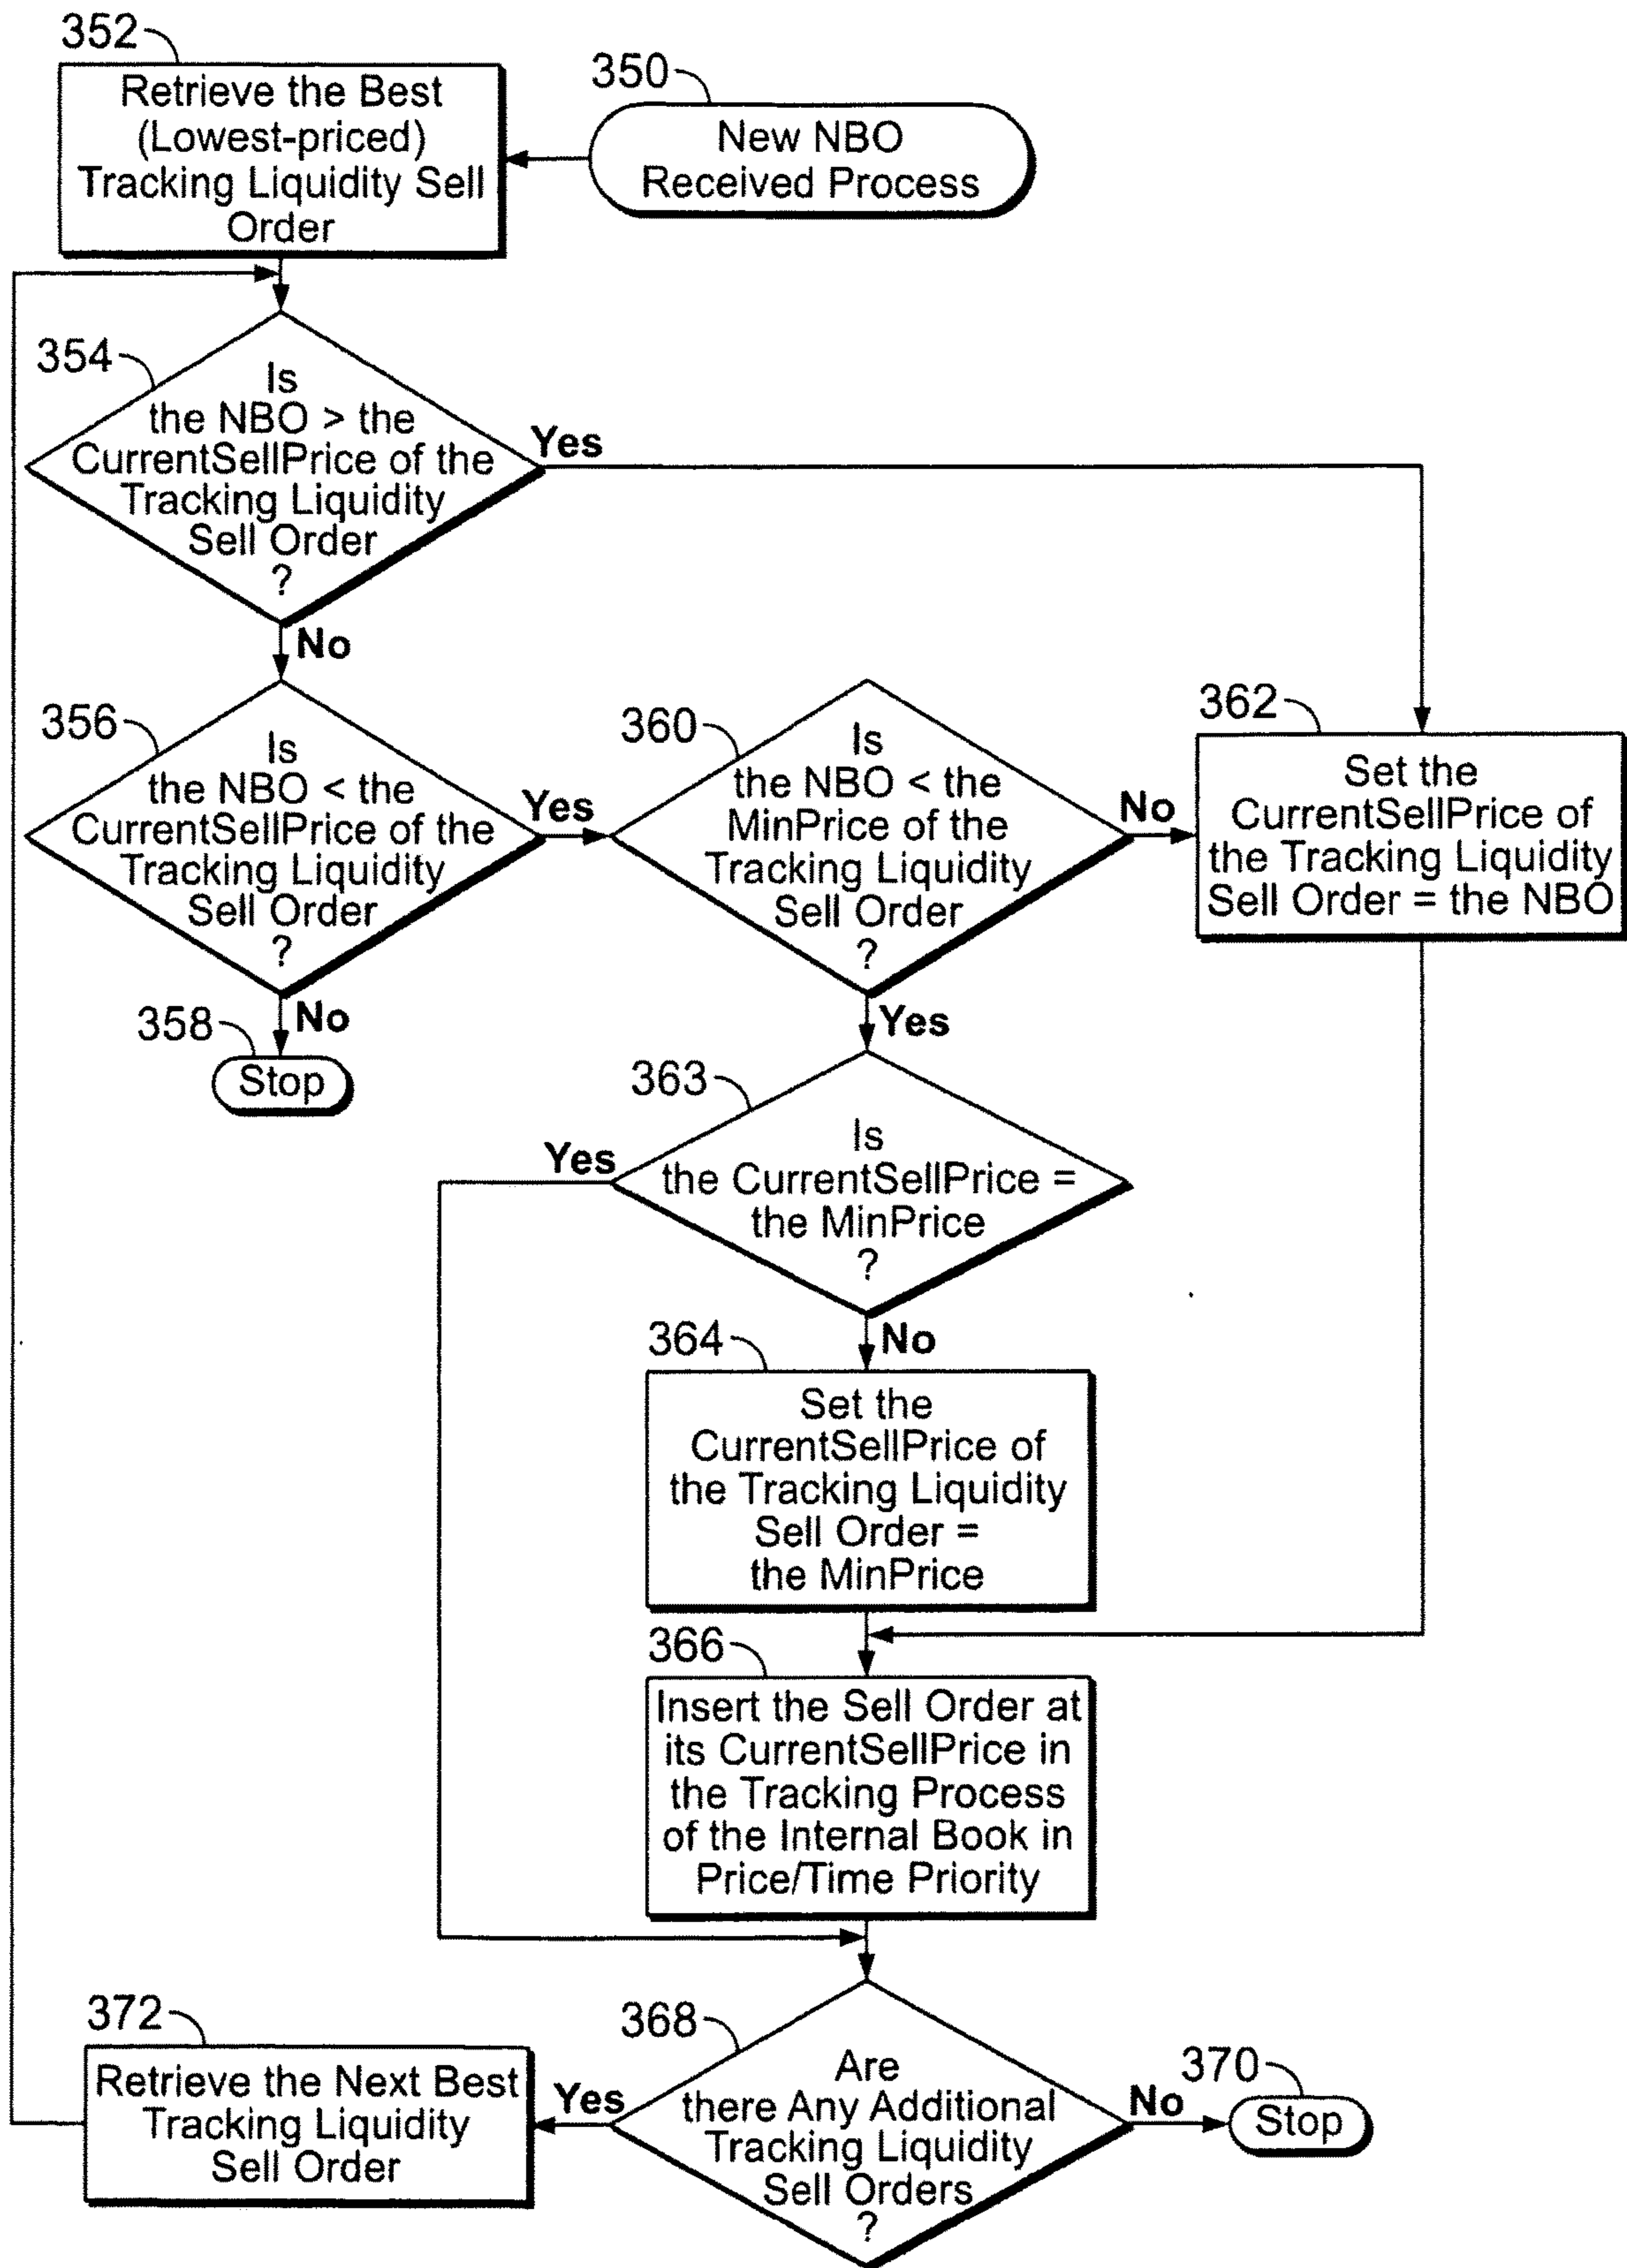 352
Retrieve the Best
(Lowest-priced)
Tracking Liquidity Sell
Order
350
New NBO
Received Process
354
Is
the NBO > the
CurrentSellPrice of the
Tracking Liquidity
Sell Order
?
Yes
No
356
Is
the NBO < the
CurrentSellPrice of the
Tracking Liquidity
Sell Order
?
Yes
No
358
Stop
360
Is
the NBO < the
MinPrice of the
Tracking Liquidity
Sell Order
?
No
Yes
362
Set the
CurrentSellPrice of
the Tracking Liquidity
Sell Order = the NBO
363
Is
the CurrentSellPrice =
the MinPrice
?
Yes
No
364
Set the
CurrentSellPrice of
the Tracking Liquidity
Sell Order =
the MinPrice
366
Insert the Sell Order at
its CurrentSellPrice in
the Tracking Process
of the Internal Book in
Price/Time Priority
368
Are
there Any Additional
Tracking Liquidity
Sell Orders
?
Yes
No
370
Stop
372
Retrieve the Next Best
Tracking Liquidity
Sell Order